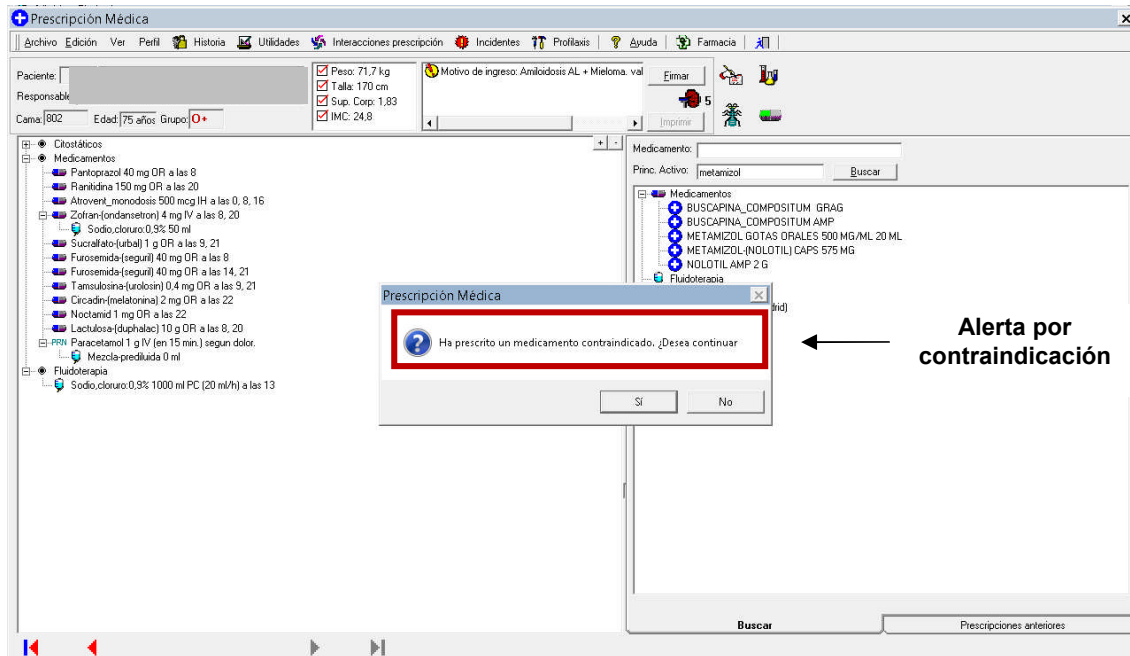 Prescripción Médica
Archivo Edición Ver Perfil Historia Utilidades Interacciones prescripción Incidentes Profilaxis Ayuda Farmacia
Paciente:
Responsable
Cama: 802 Edad: 75 años Grupo: O+
Peso: 71,7 kg
Talla: 170 cm
Sup. Corp: 1,83
IMC: 24,8
Motivo de ingreso: Amiloidosis AL + Mieloma. val
Firmar
5
Imprimir
+ -
Citostáticos
Medicamentos
Pantoprazol 40 mg OR a las 8
Ranitidina 150 mg OR a las 20
Atrovent_monodosis 500 mcg IH a las 0, 8, 16
Zofran-(ondansetron) 4 mg IV a las 8, 20
Sodio,cloruro:0,9% 50 ml
Sucralfato-(urbal) 1 g OR a las 9, 21
Furosemida-(seguril) 40 mg OR a las 8
Furosemida-(seguril) 40 mg OR a las 14, 21
Tamsulosina-(urolosin) 0,4 mg OR a las 9, 21
Circadin-(melatonina) 2 mg OR a las 22
Noctamid 1 mg OR a las 22
Lactulosa-(duphalac) 10 g OR a las 8, 20
PRN Paracetamol 1 g IV (en 15 min.) segun dolor.
Mezcla-prediluida 0 ml
Fluidoterapia
Sodio,cloruro:0,9% 1000 ml PC (20 ml/h) a las 13
Medicamento:
Princ. Activo: metamizol Buscar
Medicamentos
BUSCAPINA_COMPOSITUM GRAG
BUSCAPINA_COMPOSITUM AMP
METAMIZOL GOTAS ORALES 500 MG/ML 20 ML
METAMIZOL-(NOLOTIL) CAPS 575 MG
NOLOTIL AMP 2 G
Fluidoterapia
Prescripción Médica
Ha prescrito un medicamento contraindicado. ¿Desea continuar
Sí No
Alerta por
contraindicación
Buscar Prescripciones anteriores